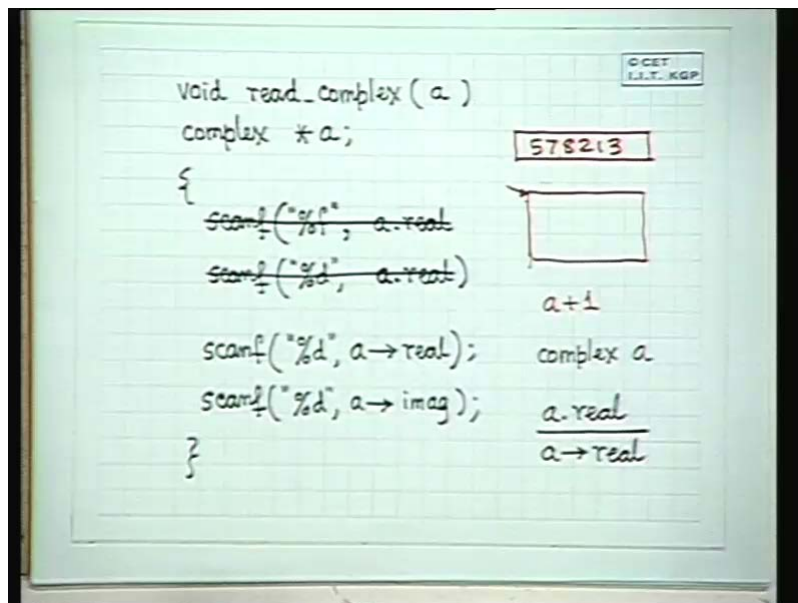 © CET
I.I.T. KGP
void read_complex ( a )
complex * a;
{
scanf("%f", a.real
scanf("%d", a.real)
scanf("%d", a→real);
scanf("%d", a→ imag);
}
578213
a+1
complex a
a.real
a→real